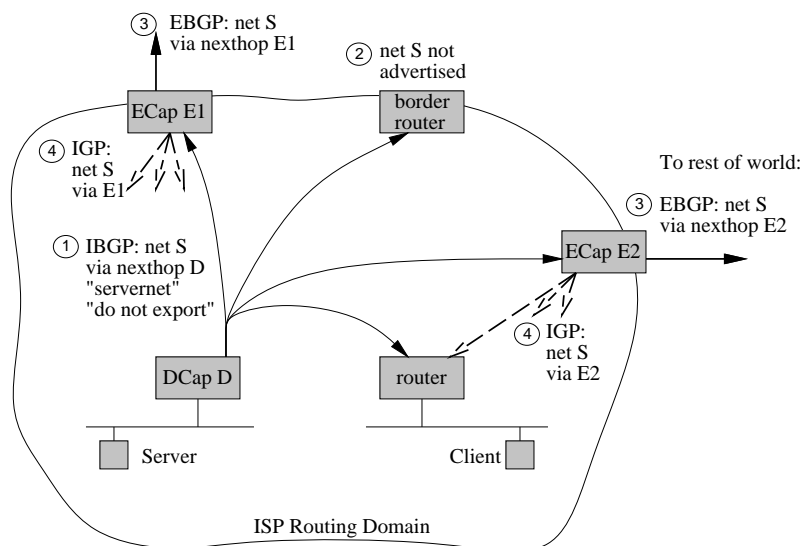 3 EBGP: net S
via nexthop E1
2 net S not
advertised
ECap E1
border
router
4 IGP:
net S
via E1
To rest of world:
3 EBGP: net S
via nexthop E2
1 IBGP: net S
via nexthop D
"servernet"
"do not export"
ECap E2
4 IGP:
net S
via E2
DCap D
router
Server
Client
ISP Routing Domain